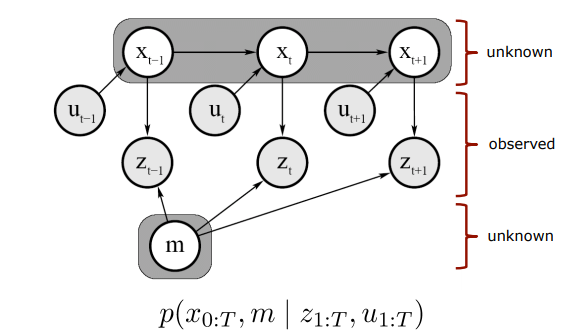 x_{t-1} x_t x_{t+1} unknown
u_{t-1} u_t u_{t+1}
observed
z_{t-1} z_t z_{t+1}
m unknown
p(x_{0:T}, m | z_{1:T}, u_{1:T})